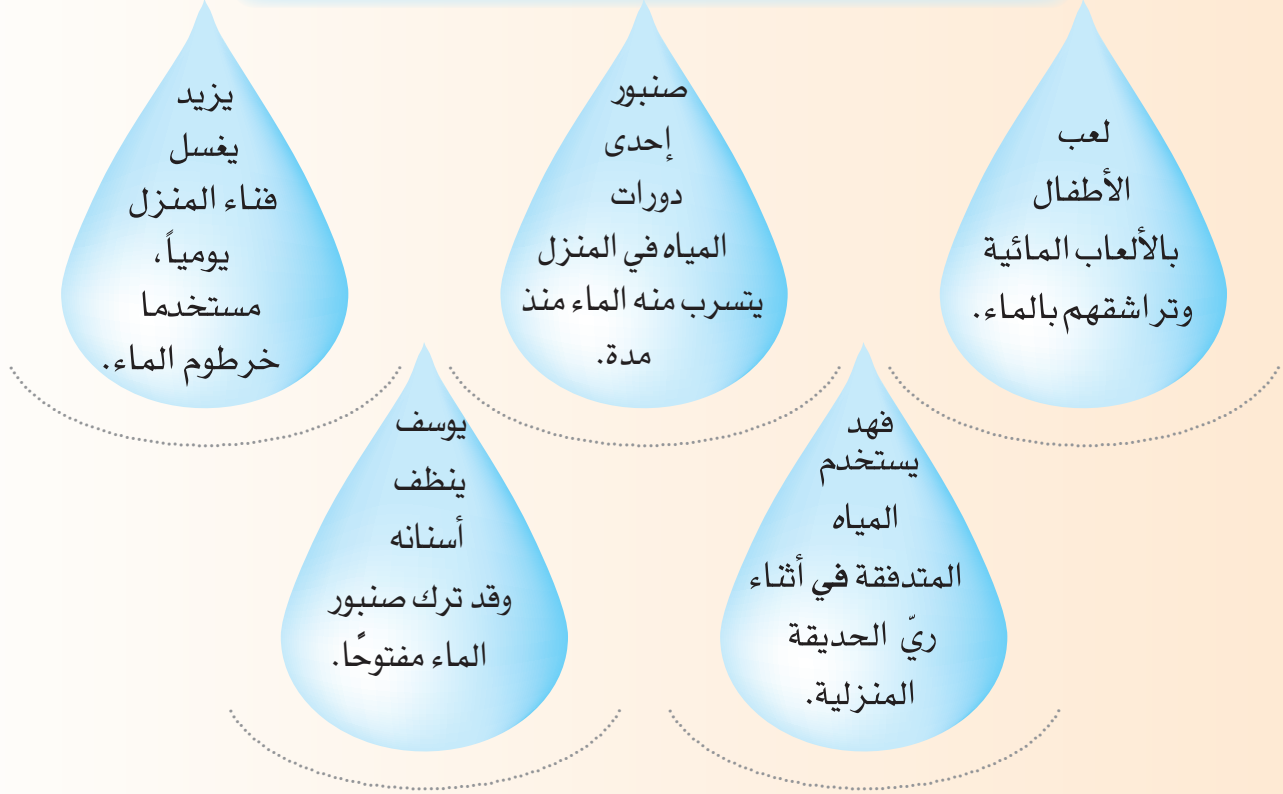 لعب
الأطفال
بالألعاب المائية
وتراشقهم بالماء.
صنبور
إحدى
دورات
المياه في المنزل
يتسرب منه الماء منذ
مدة.
يزيد
يغسل
فناء المنزل
يومياً،
مستخدما
خرطوم الماء.
فهد
يستخدم
المياه
المتدفقة في أثناء
ريّ الحديقة
المنزلية.
يوسف
ينظف
أسنانه
وقد ترك صنبور
الماء مفتوحًا.